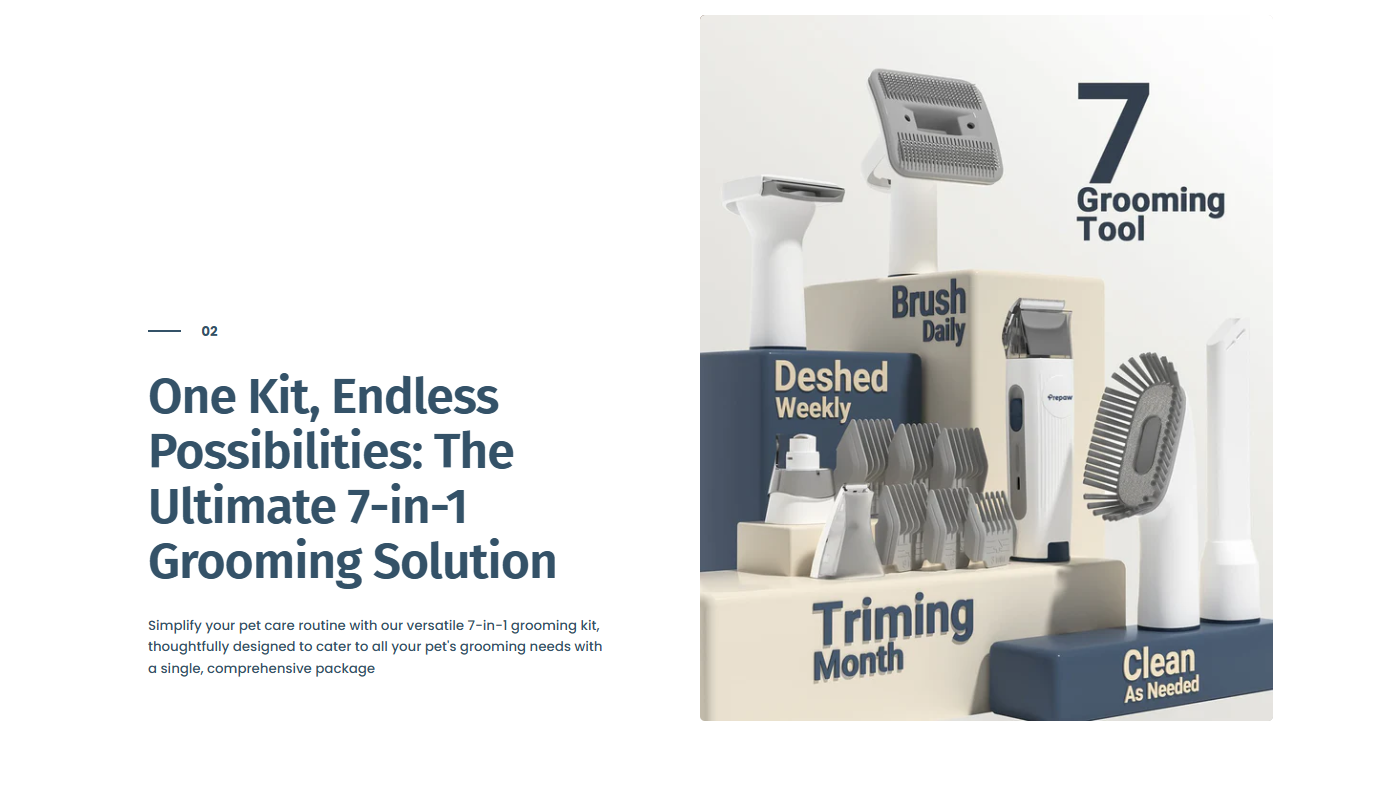 02
One Kit, Endless
Possibilities: The
Ultimate 7-in-1
Grooming Solution
Simplify your pet care routine with our versatile 7-in-1 grooming kit,
thoughtfully designed to cater to all your pet's grooming needs with
a single, comprehensive package
7
Grooming
Tool
Brush
Daily
Deshed
Weekly
Prepaw
Triming
Month
Clean
As Needed